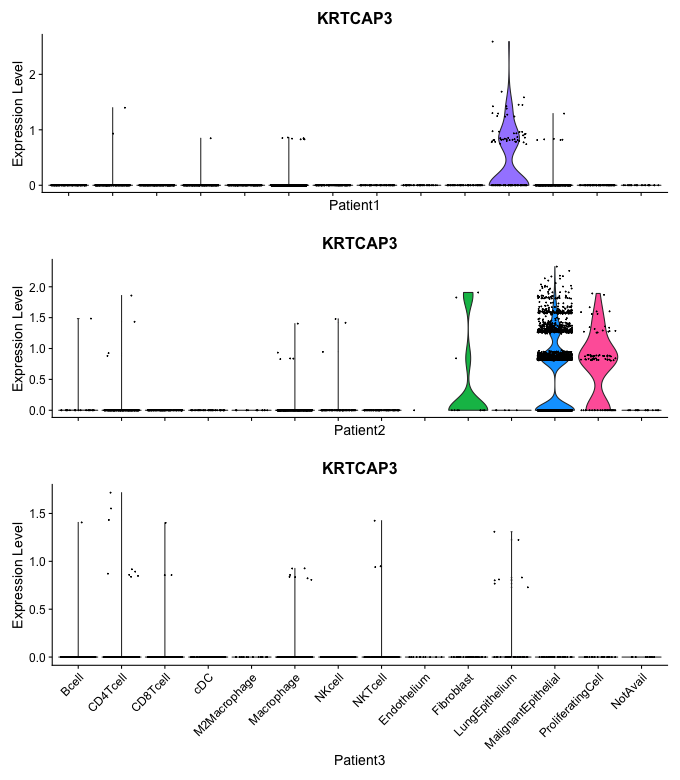 KRTCAP3
Expression Level
2
1
0
Patient1
KRTCAP3
Expression Level
2.0
1.5
1.0
0.5
0.0
Patient2
KRTCAP3
Expression Level
1.5
1.0
0.5
0.0
Bcell
CD4Tcell
CD8Tcell
cDC
M2Macrophage
Macrophage
NKcell
NKTcell
Endothelium
Fibroblast
LungEpithelium
MalignantEpithelial
ProliferatingCell
NotAvail
Patient3